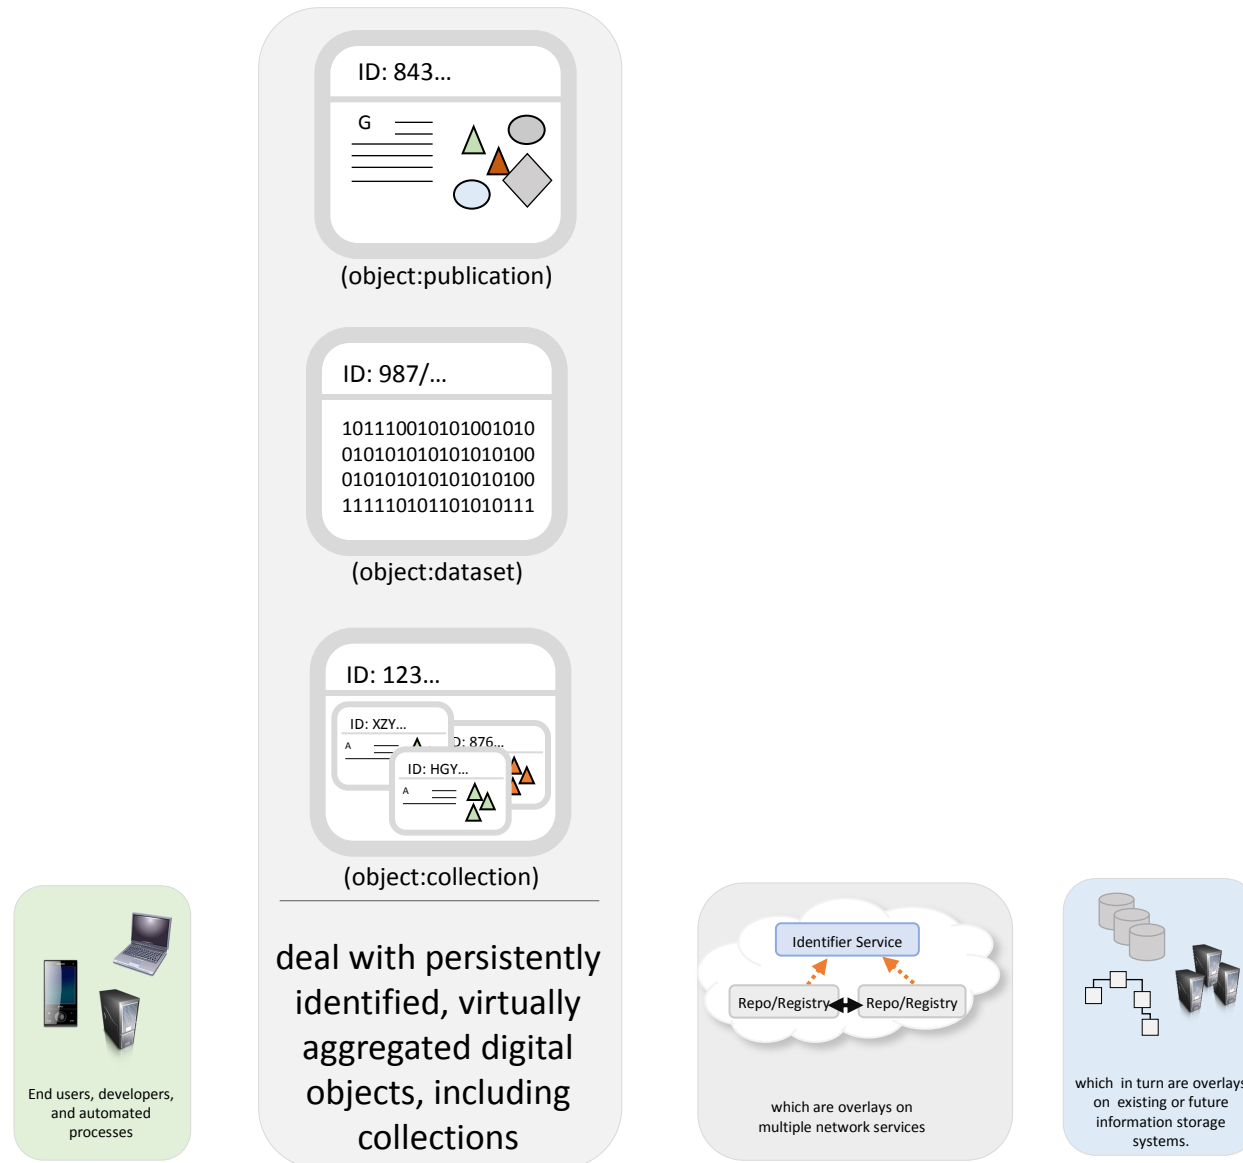 ID: 843...
G
(object:publication)
ID: 987/...
101110010101001010
010101010101010100
010101010101010100
111110101101010111
(object:dataset)
ID: 123...
ID: XZY...
A
D: 876...
ID: HGY...
A
(object:collection)
deal with persistently
identified, virtually
aggregated digital
objects, including
collections
End users, developers,
and automated
processes
Identifier Service
Repo/Registry
Repo/Registry
which are overlays on
multiple network services
which in turn are overlays
on existing or future
information storage
systems.